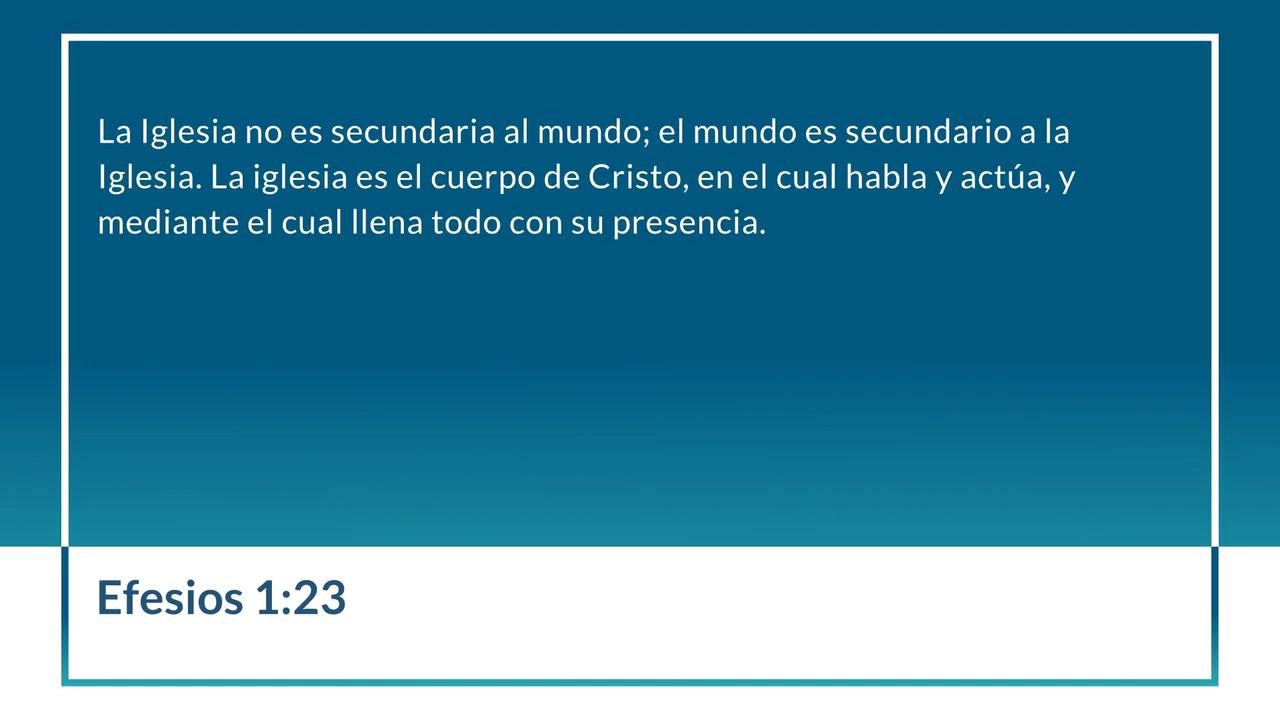 La Iglesia no es secundaria al mundo; el mundo es secundario a la
Iglesia. La iglesia es el cuerpo de Cristo, en el cual habla y actúa, y
mediante el cual llena todo con su presencia.
Efesios 1:23